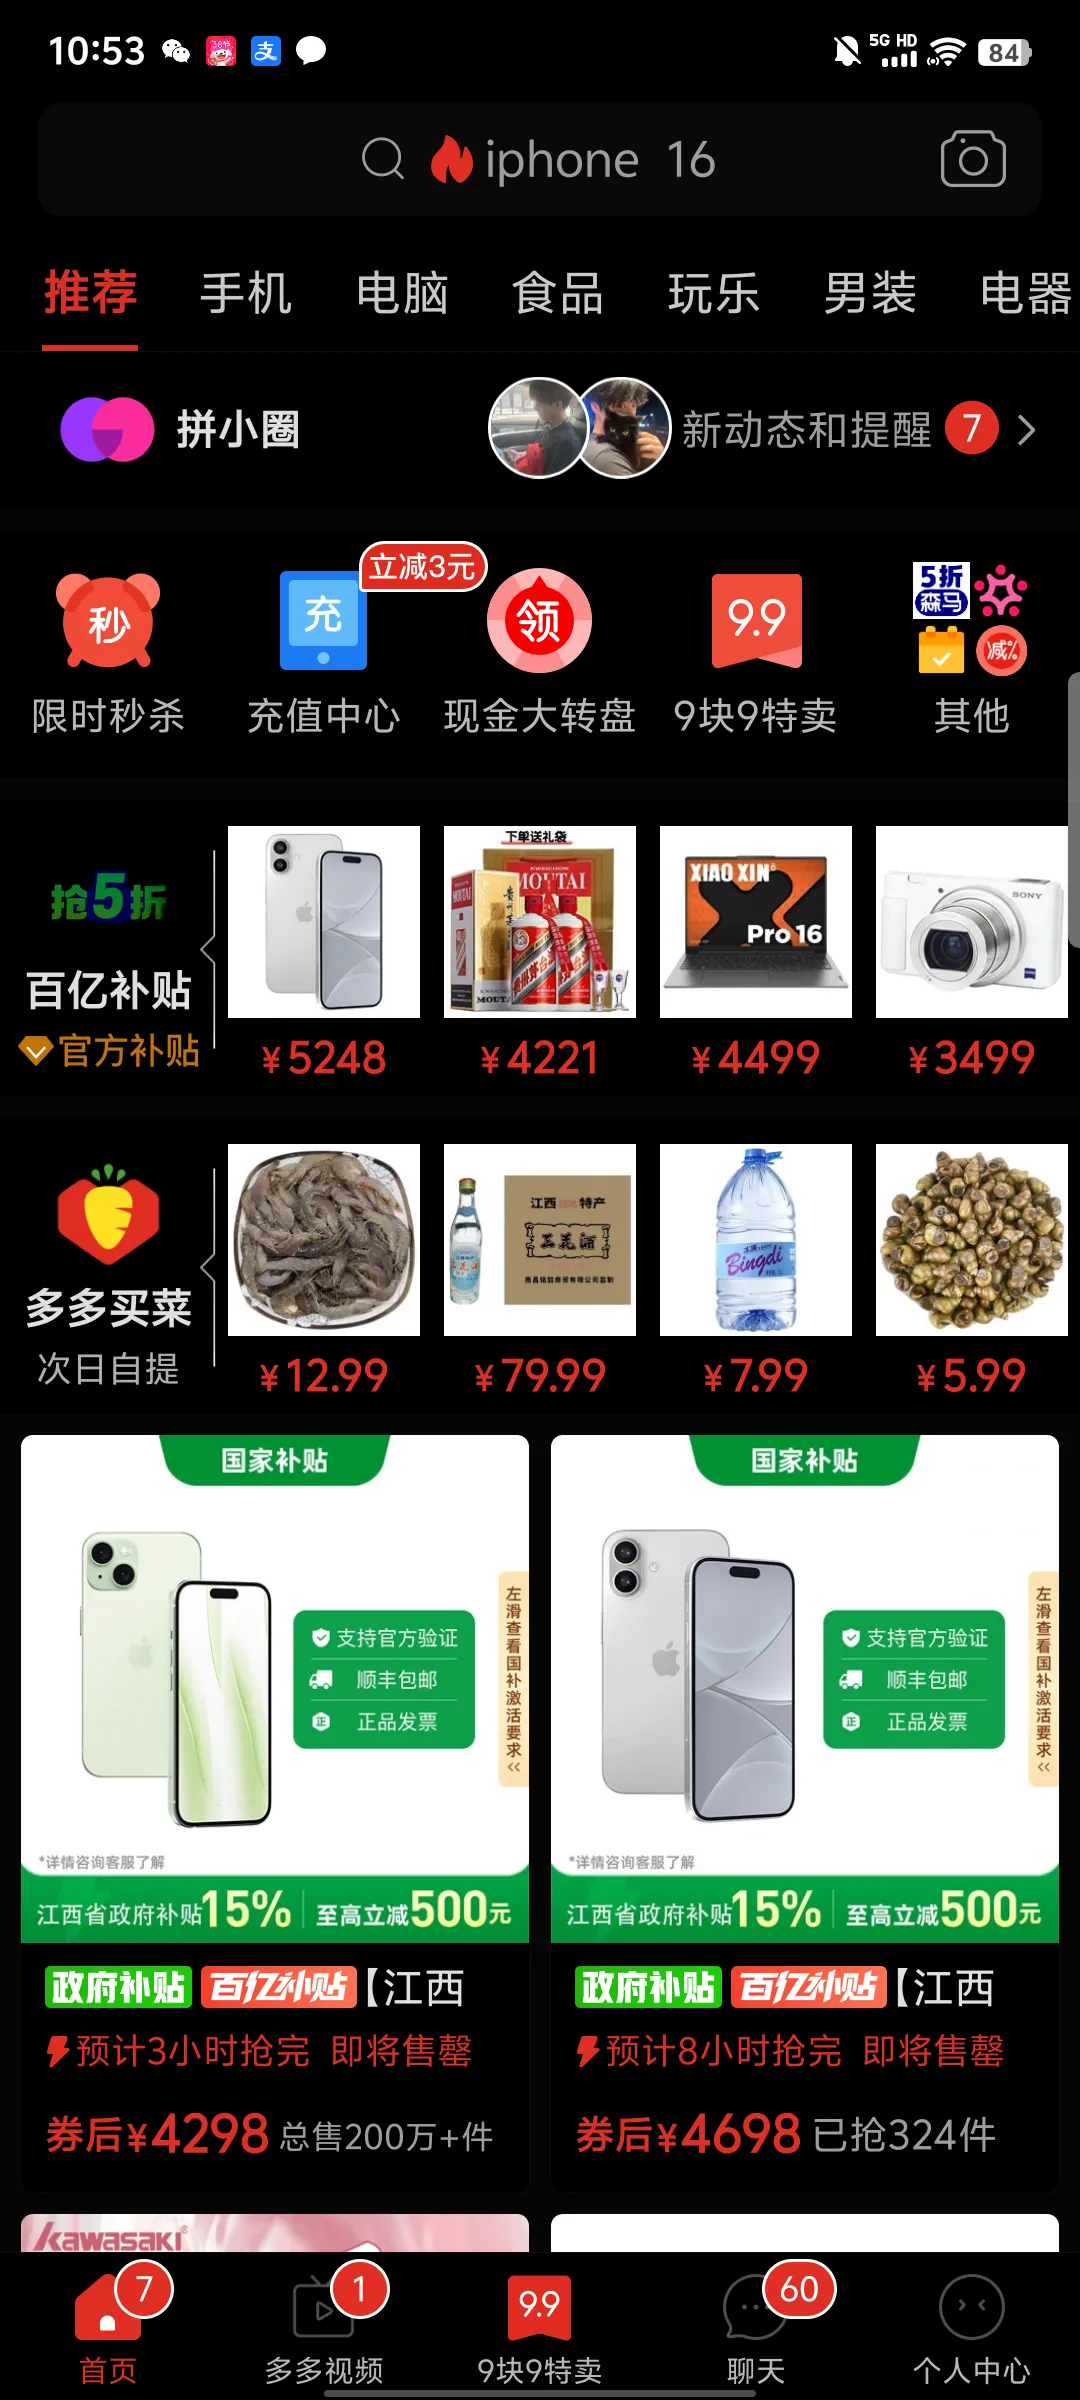 10:53
5G HD
84
iphone 16
推荐 手机 电脑 食品 玩乐 男装 电器
拼小圈
新动态和提醒 7
秒
充
立减3元
领
9.9
5折
森马
减%
限时秒杀 充值中心 现金大转盘 9块9特卖 其他
抢5折
百亿补贴
官方补贴
下单送礼袋
KWEICHOW
MOUTAI
XIAO XIN
Pro 16
SONY
¥5248 ¥4221 ¥4499 ¥3499
多多买菜
次日自提
江西 特产
三花酒
Bingdi
¥12.99 ¥79.99 ¥7.99 ¥5.99
国家补贴
支持官方验证
顺丰包邮
正品发票
左滑查看国补激活要求
*详情咨询客服了解
江西省政府补贴15% 至高立减500元
政府补贴 百亿补贴【江西
预计3小时抢完 即将售罄
券后¥4298 总售200万+件
国家补贴
支持官方验证
顺丰包邮
正品发票
左滑查看国补激活要求
*详情咨询客服了解
江西省政府补贴15% 至高立减500元
政府补贴 百亿补贴【江西
预计8小时抢完 即将售罄
券后¥4698 已抢324件
kawasaki
7 1 9.9 60
首页 多多视频 9块9特卖 聊天 个人中心